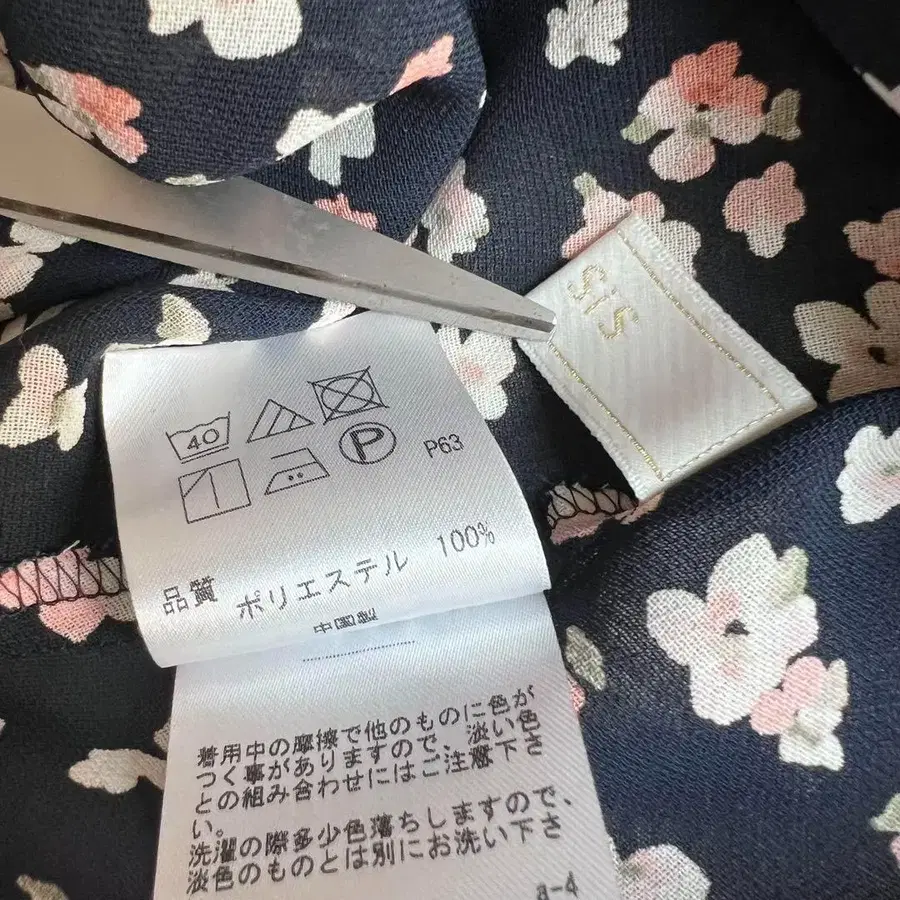 sis
40
P
P63
品質 ポリエステル 100%
中国製
着用中の摩擦で他のものに色が
つく事がありますので、淡い色
との組み合わせにはご注意下さ
い。
洗濯の際多少色落ちしますので、
淡色のものとは別にお洗い下さ
a-4